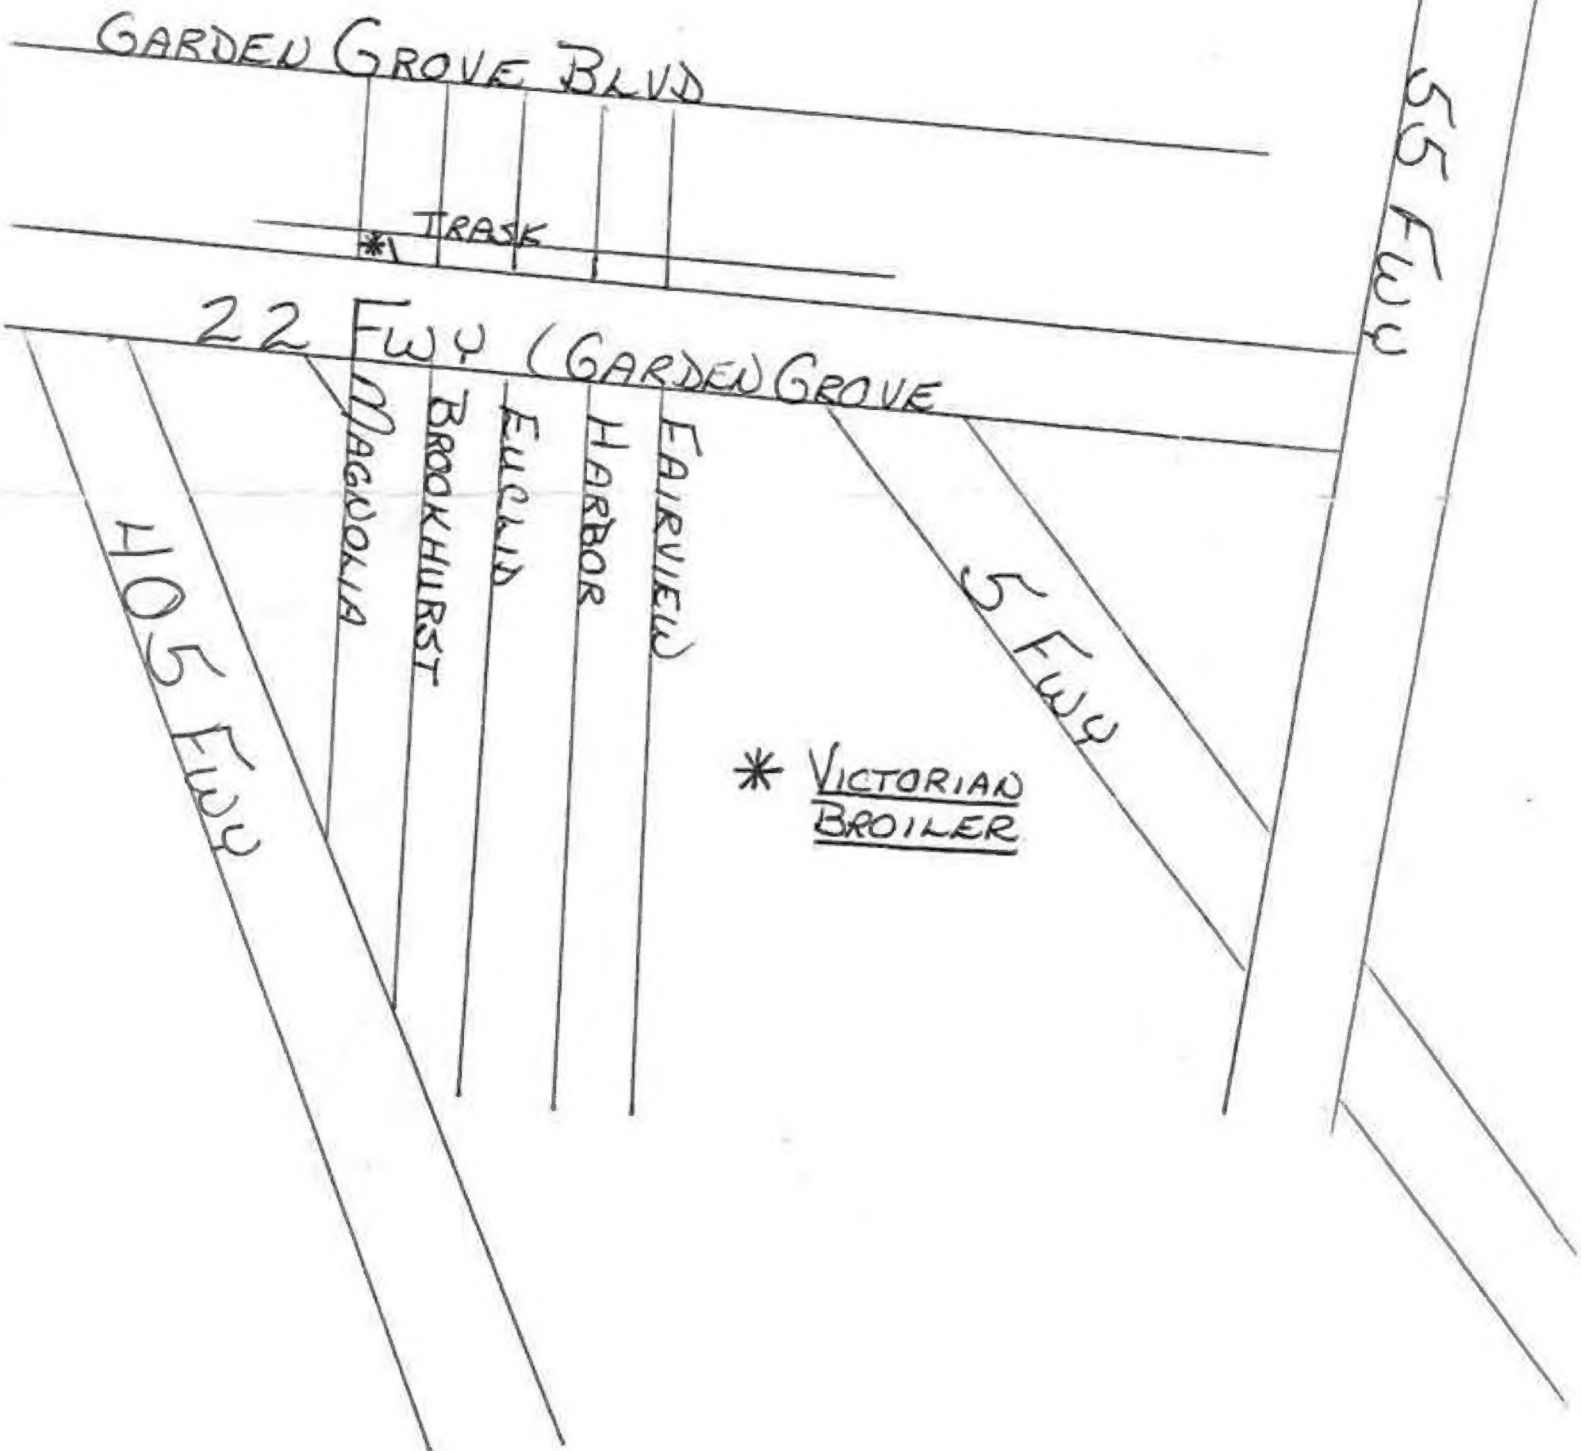 GARDEN GROVE BLVD
55 FWY
* TRASK
22 FWY (GARDEN GROVE
MAGNOLIA
BROOKHURST
EUCLID
HARBOR
FAIRVIEW
405 FWY
5 FWY
* VICTORIAN
BROILER